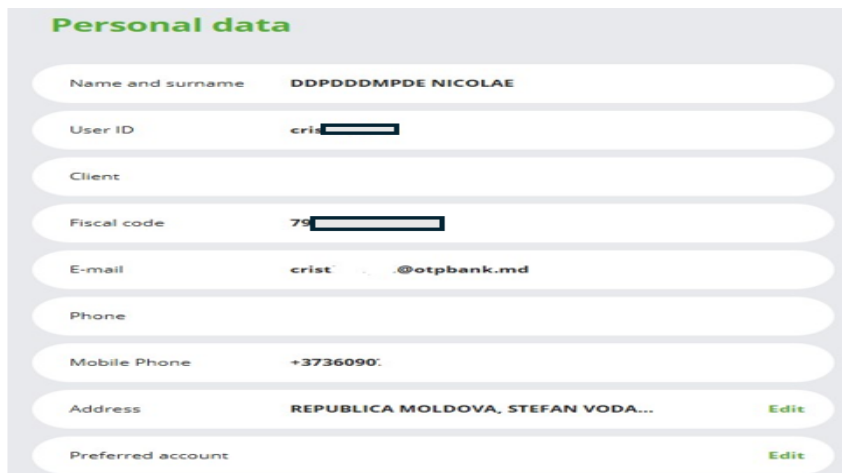 Personal data
Name and surname DDPDDDMPDE NICOLAE
User ID cris
Client
Fiscal code 79
E-mail crist @otpbank.md
Phone
Mobile Phone +3736090
Address REPUBLICA MOLDOVA, STEFAN VODA... Edit
Preferred account Edit